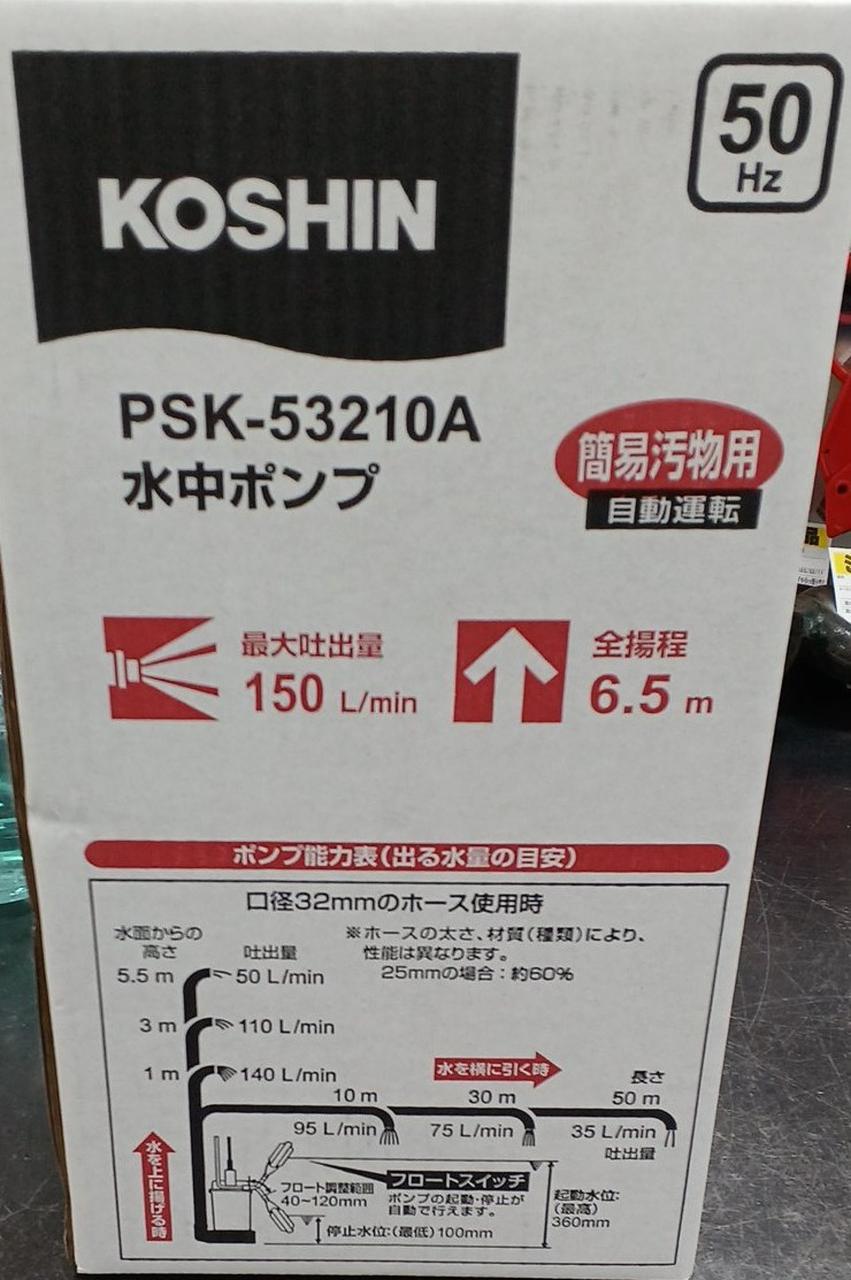 KOSHIN
50
Hz
PSK-53210A
水中ポンプ
簡易汚物用
自動運転
最大吐出量
150 L/min
全揚程
6.5 m
ポンプ能力表(出る水量の目安)
口径32mmのホース使用時
水面からの
高さ
吐出量
※ホースの太さ、材質(種類)により、
性能は異なります。
25mmの場合:約60%
5.5 m
50 L/min
3 m
110 L/min
1 m
140 L/min
水を横に引く時
長さ
10 m
30 m
50 m
95 L/min
75 L/min
35 L/min
吐出量
水を上に揚げる時
フロートスイッチ
フロート調整範囲
40~120mm
ポンプの起動・停止が
自動で行えます。
起動水位:
(最高)
360mm
停止水位:(最低)100mm
品